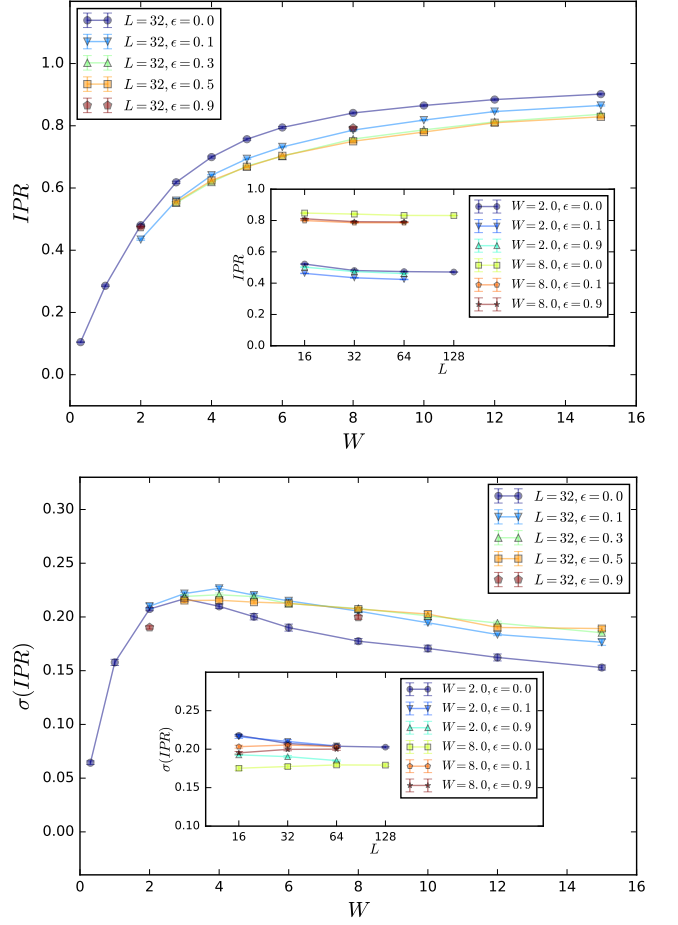 IPR
1.0
0.8
0.6
0.4
0.2
0.0
L = 32, ϵ = 0.0
L = 32, ϵ = 0.1
L = 32, ϵ = 0.3
L = 32, ϵ = 0.5
L = 32, ϵ = 0.9
IPR
1.0
0.8
0.6
0.4
0.2
0.0
W = 2.0, ϵ = 0.0
W = 2.0, ϵ = 0.1
W = 2.0, ϵ = 0.9
W = 8.0, ϵ = 0.0
W = 8.0, ϵ = 0.1
W = 8.0, ϵ = 0.9
16 32 64 128
L
0 2 4 6 8 10 12 14 16
W
σ(IPR)
0.30
0.25
0.20
0.15
0.10
0.05
0.00
L = 32, ϵ = 0.0
L = 32, ϵ = 0.1
L = 32, ϵ = 0.3
L = 32, ϵ = 0.5
L = 32, ϵ = 0.9
σ(IPR)
0.30
0.20
0.10
W = 2.0, ϵ = 0.0
W = 2.0, ϵ = 0.1
W = 2.0, ϵ = 0.9
W = 8.0, ϵ = 0.0
W = 8.0, ϵ = 0.1
W = 8.0, ϵ = 0.9
16 32 64 128
L
0 2 4 6 8 10 12 14 16
W